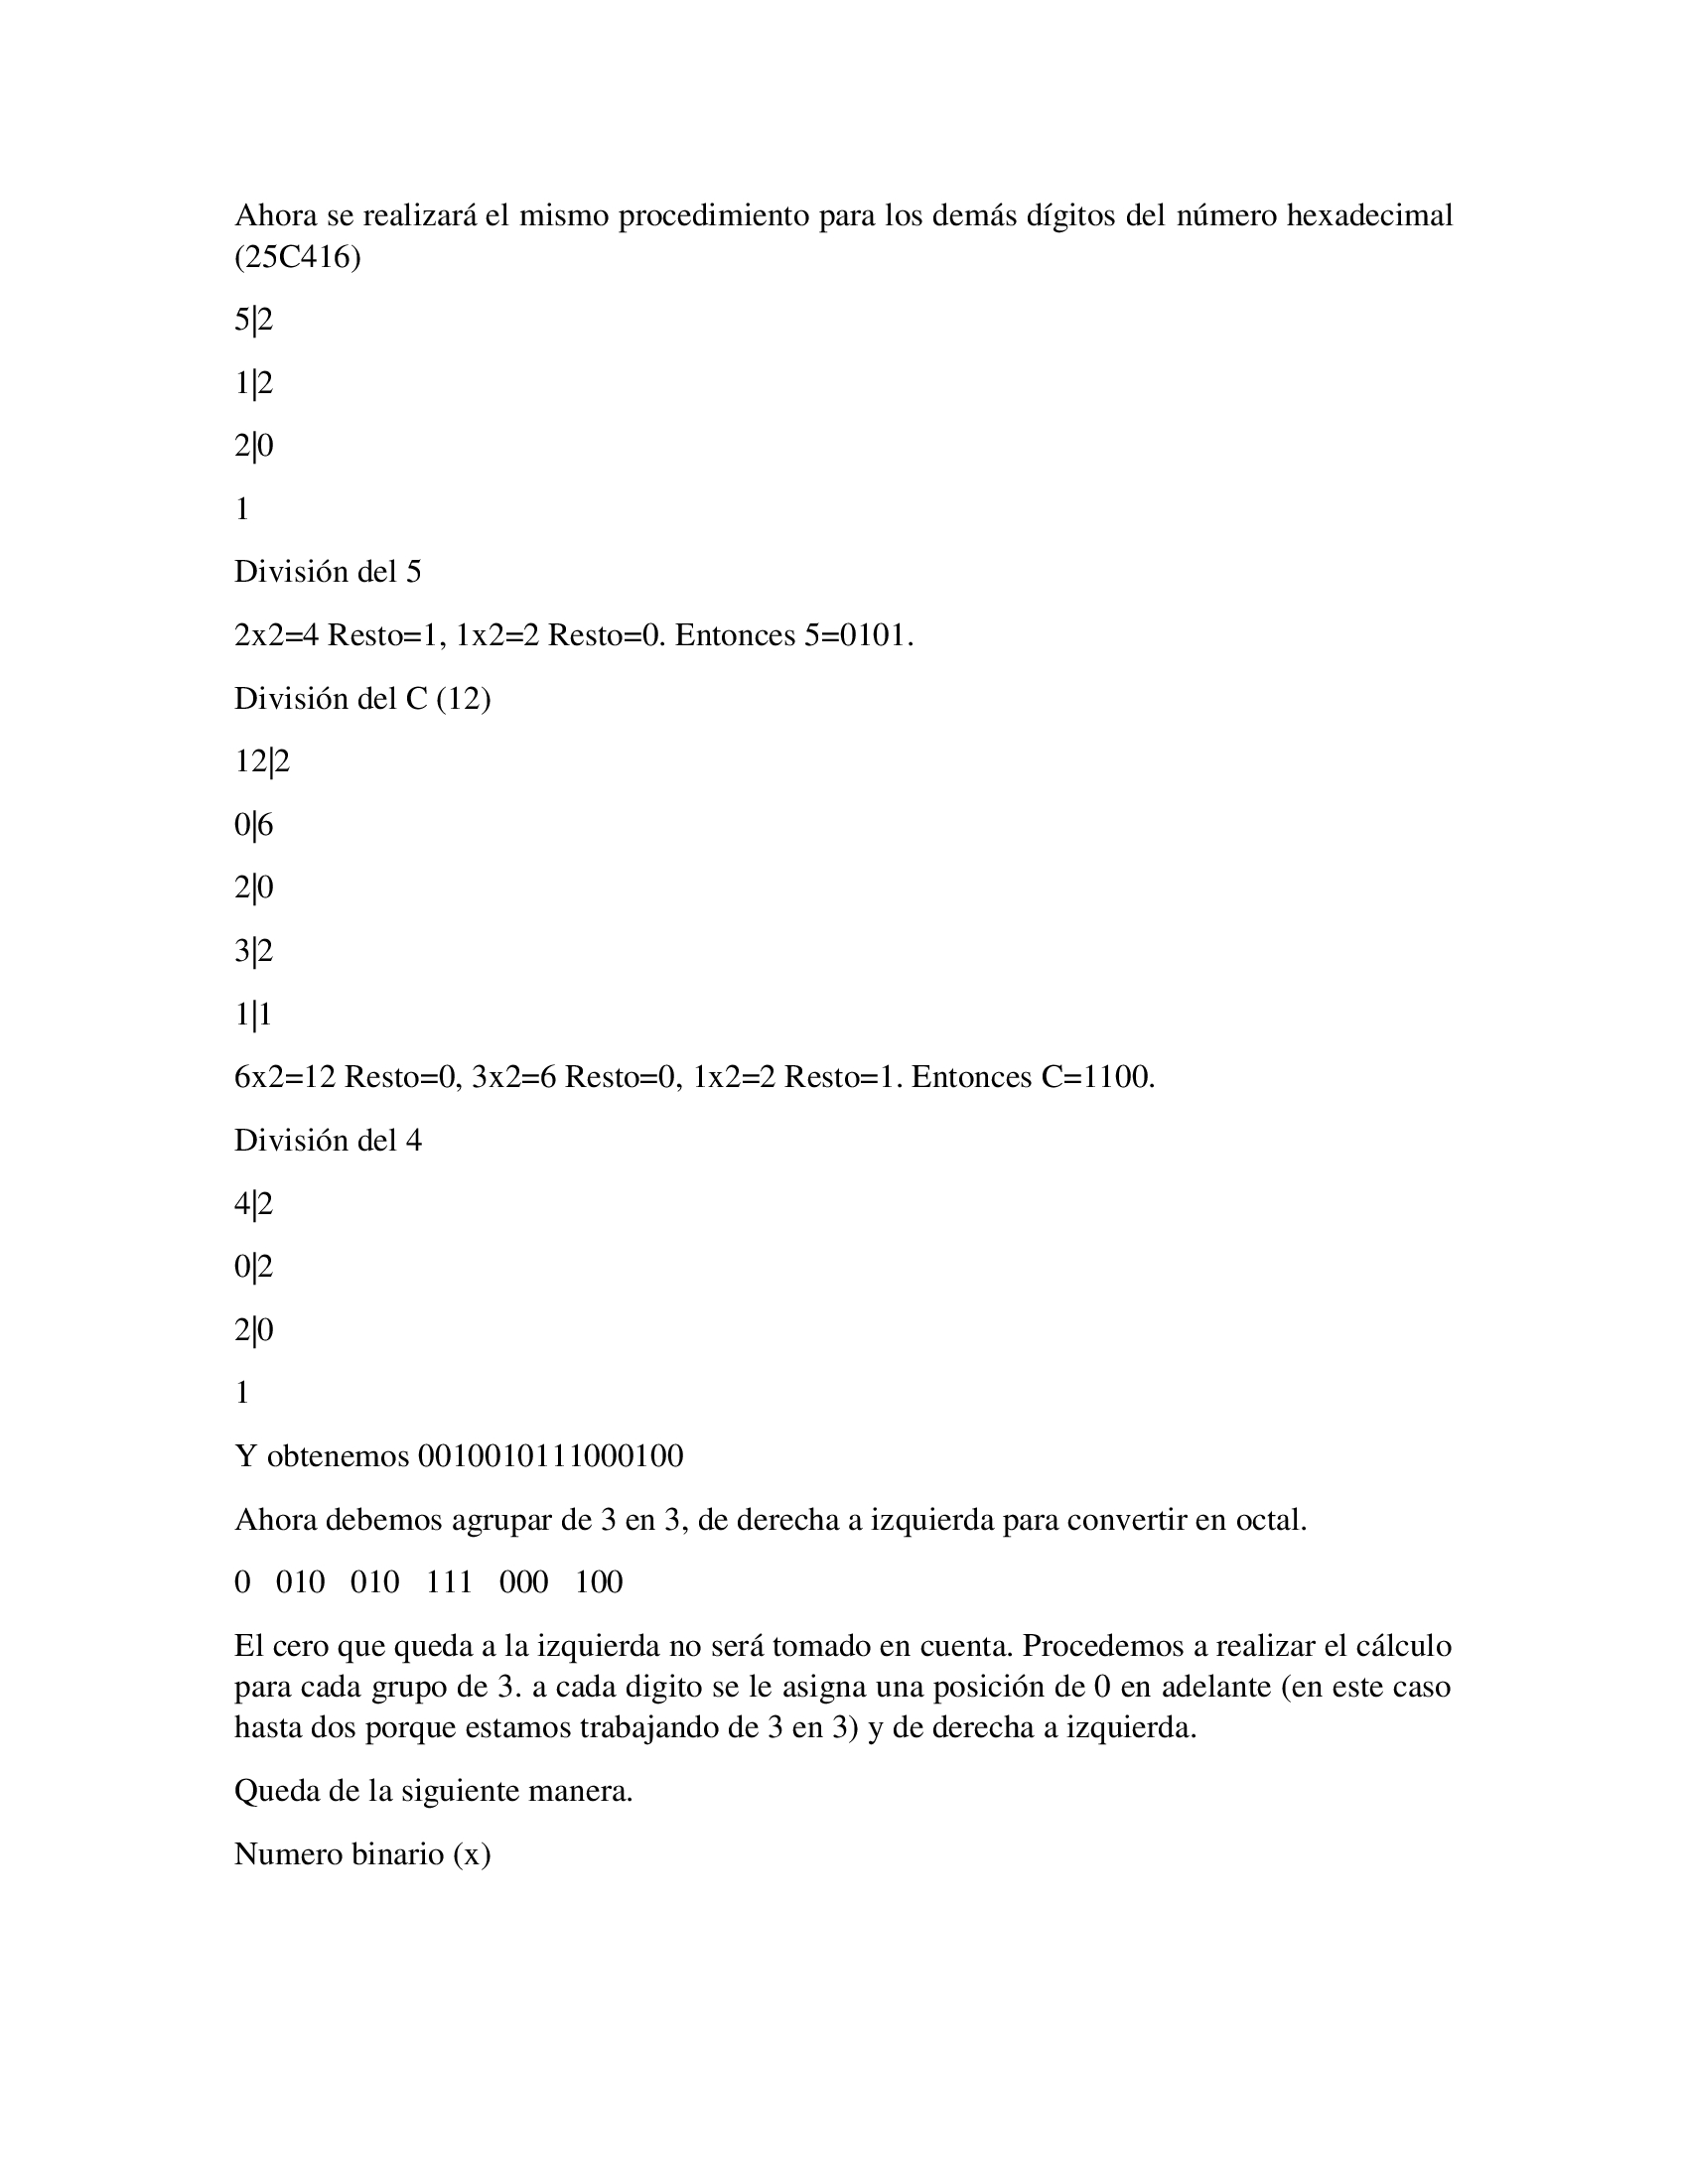 Ahora se realizará el mismo procedimiento para los demás dígitos del número hexadecimal
(25C416)
5|2
1|2
2|0
1
División del 5
2x2=4 Resto=1, 1x2=2 Resto=0. Entonces 5=0101.
División del C (12)
12|2
0|6
2|0
3|2
1|1
6x2=12 Resto=0, 3x2=6 Resto=0, 1x2=2 Resto=1. Entonces C=1100.
División del 4
4|2
0|2
2|0
1
Y obtenemos 0010010111000100
Ahora debemos agrupar de 3 en 3, de derecha a izquierda para convertir en octal.
0 010 010 111 000 100
El cero que queda a la izquierda no será tomado en cuenta. Procedemos a realizar el cálculo
para cada grupo de 3. a cada digito se le asigna una posición de 0 en adelante (en este caso
hasta dos porque estamos trabajando de 3 en 3) y de derecha a izquierda.
Queda de la siguiente manera.
Numero binario (x)